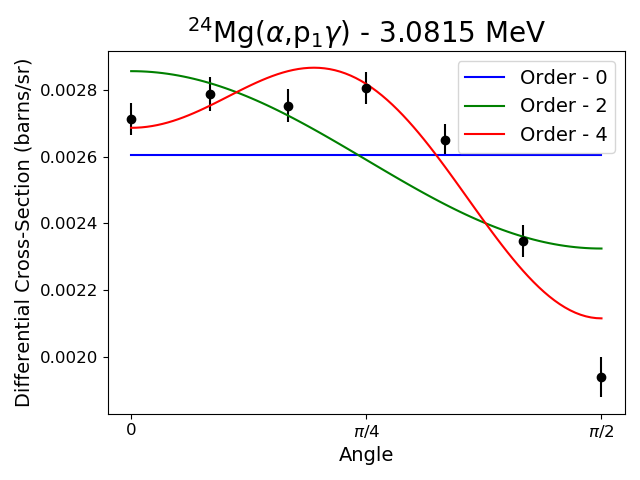 ²⁴Mg(α,p₁γ) - 3.0815 MeV
Order - 0
Order - 2
Order - 4
Differential Cross-Section (barns/sr)
0.0028
0.0026
0.0024
0.0022
0.0020
0
π/4
π/2
Angle